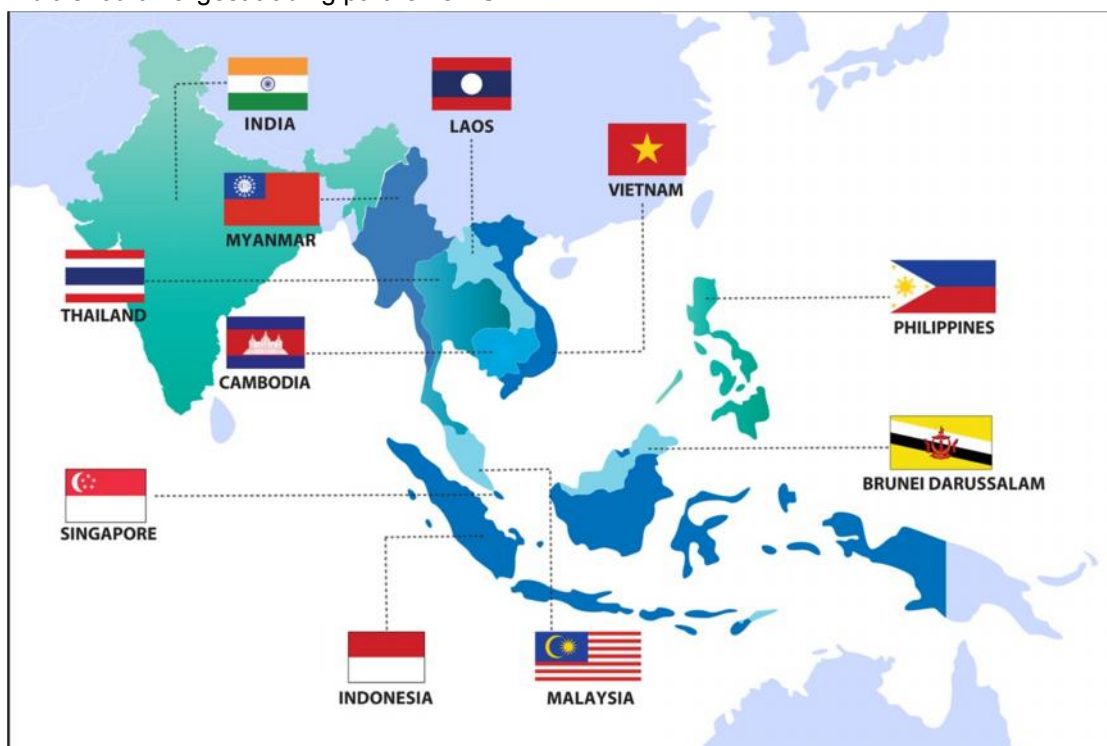 INDIA
LAOS
VIETNAM
MYANMAR
THAILAND
PHILIPPINES
CAMBODIA
BRUNEI DARUSSALAM
SINGAPORE
INDONESIA
MALAYSIA